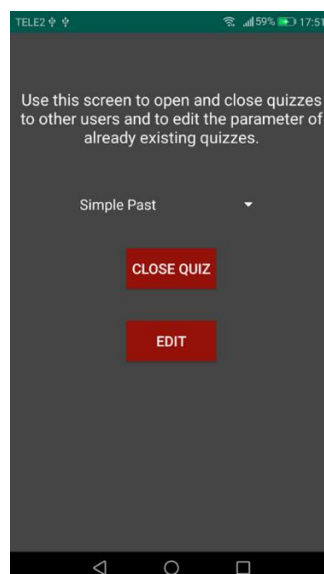 TELE2 59% 17:51
Use this screen to open and close quizzes
to other users and to edit the parameter of
already existing quizzes.
Simple Past
CLOSE QUIZ
EDIT